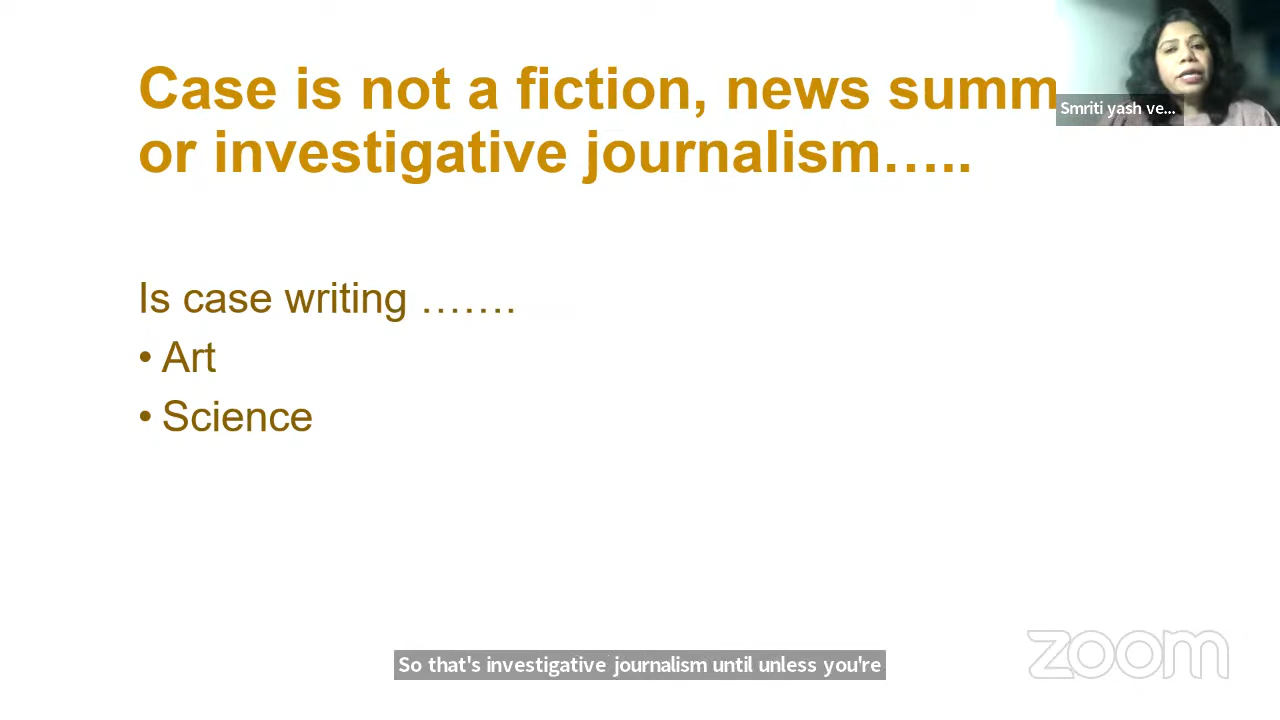 Case is not a fiction, news summ
or investigative journalism…..
Smriti yash ve...
Is case writing …….
• Art
• Science
So that's investigative journalism until unless you're
zoom